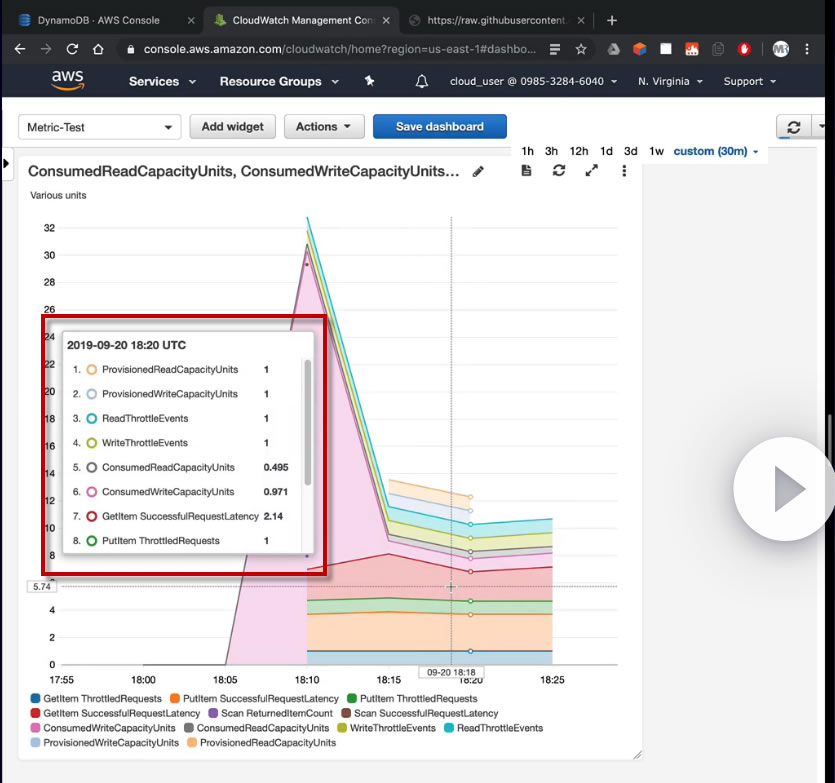 DynamoDB - AWS Console
CloudWatch Management Con
https://raw.githubusercontent.
console.aws.amazon.com/cloudwatch/home?region=us-east-1#dashbo...
aws
Services
Resource Groups
cloud_user @ 0985-3284-6040
N. Virginia
Support
Metric-Test
Add widget
Actions
Save dashboard
1h 3h 12h 1d 3d 1w custom (30m)
ConsumedReadCapacityUnits, ConsumedWriteCapacityUnits...
Various units
32
30
28
26
24
22
20
18
16
14
12
10
8
4
2
0
5.74
2019-09-20 18:20 UTC
1. ProvisionedReadCapacityUnits 1
2. ProvisionedWriteCapacityUnits 1
3. ReadThrottleEvents 1
4. WriteThrottleEvents 1
5. ConsumedReadCapacityUnits 0.495
6. ConsumedWriteCapacityUnits 0.971
7. GetItem SuccessfulRequestLatency 2.14
8. PutItem ThrottledRequests 1
09-20 18:18
17:55 18:00 18:05 18:10 18:15 18:20 18:25
GetItem ThrottledRequests PutItem SuccessfulRequestLatency PutItem ThrottledRequests
GetItem SuccessfulRequestLatency Scan ReturnedItemCount Scan SuccessfulRequestLatency
ConsumedWriteCapacityUnits ConsumedReadCapacityUnits WriteThrottleEvents ReadThrottleEvents
ProvisionedWriteCapacityUnits ProvisionedReadCapacityUnits